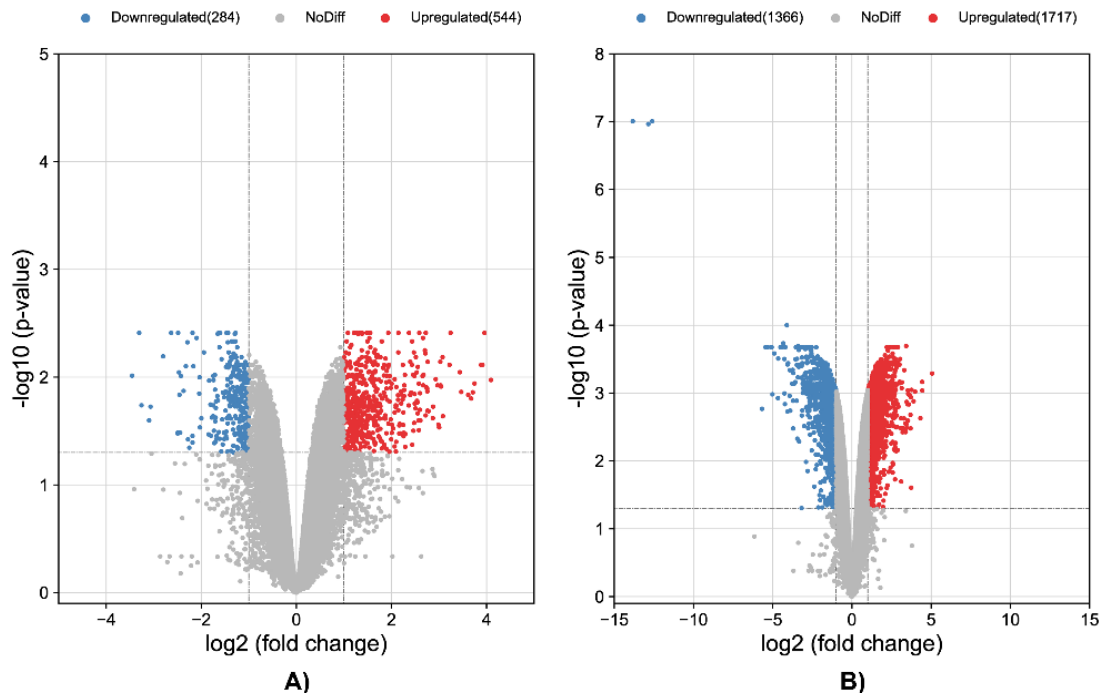 Downregulated(284) NoDiff Upregulated(544)
5
4
3
2
1
0
-log10 (p-value)
−4 −2 0 2 4
log2 (fold change)
A)
Downregulated(1366) NoDiff Upregulated(1717)
8
7
6
5
4
3
2
1
0
-log10 (p-value)
−15 −10 −5 0 5 10 15
log2 (fold change)
B)